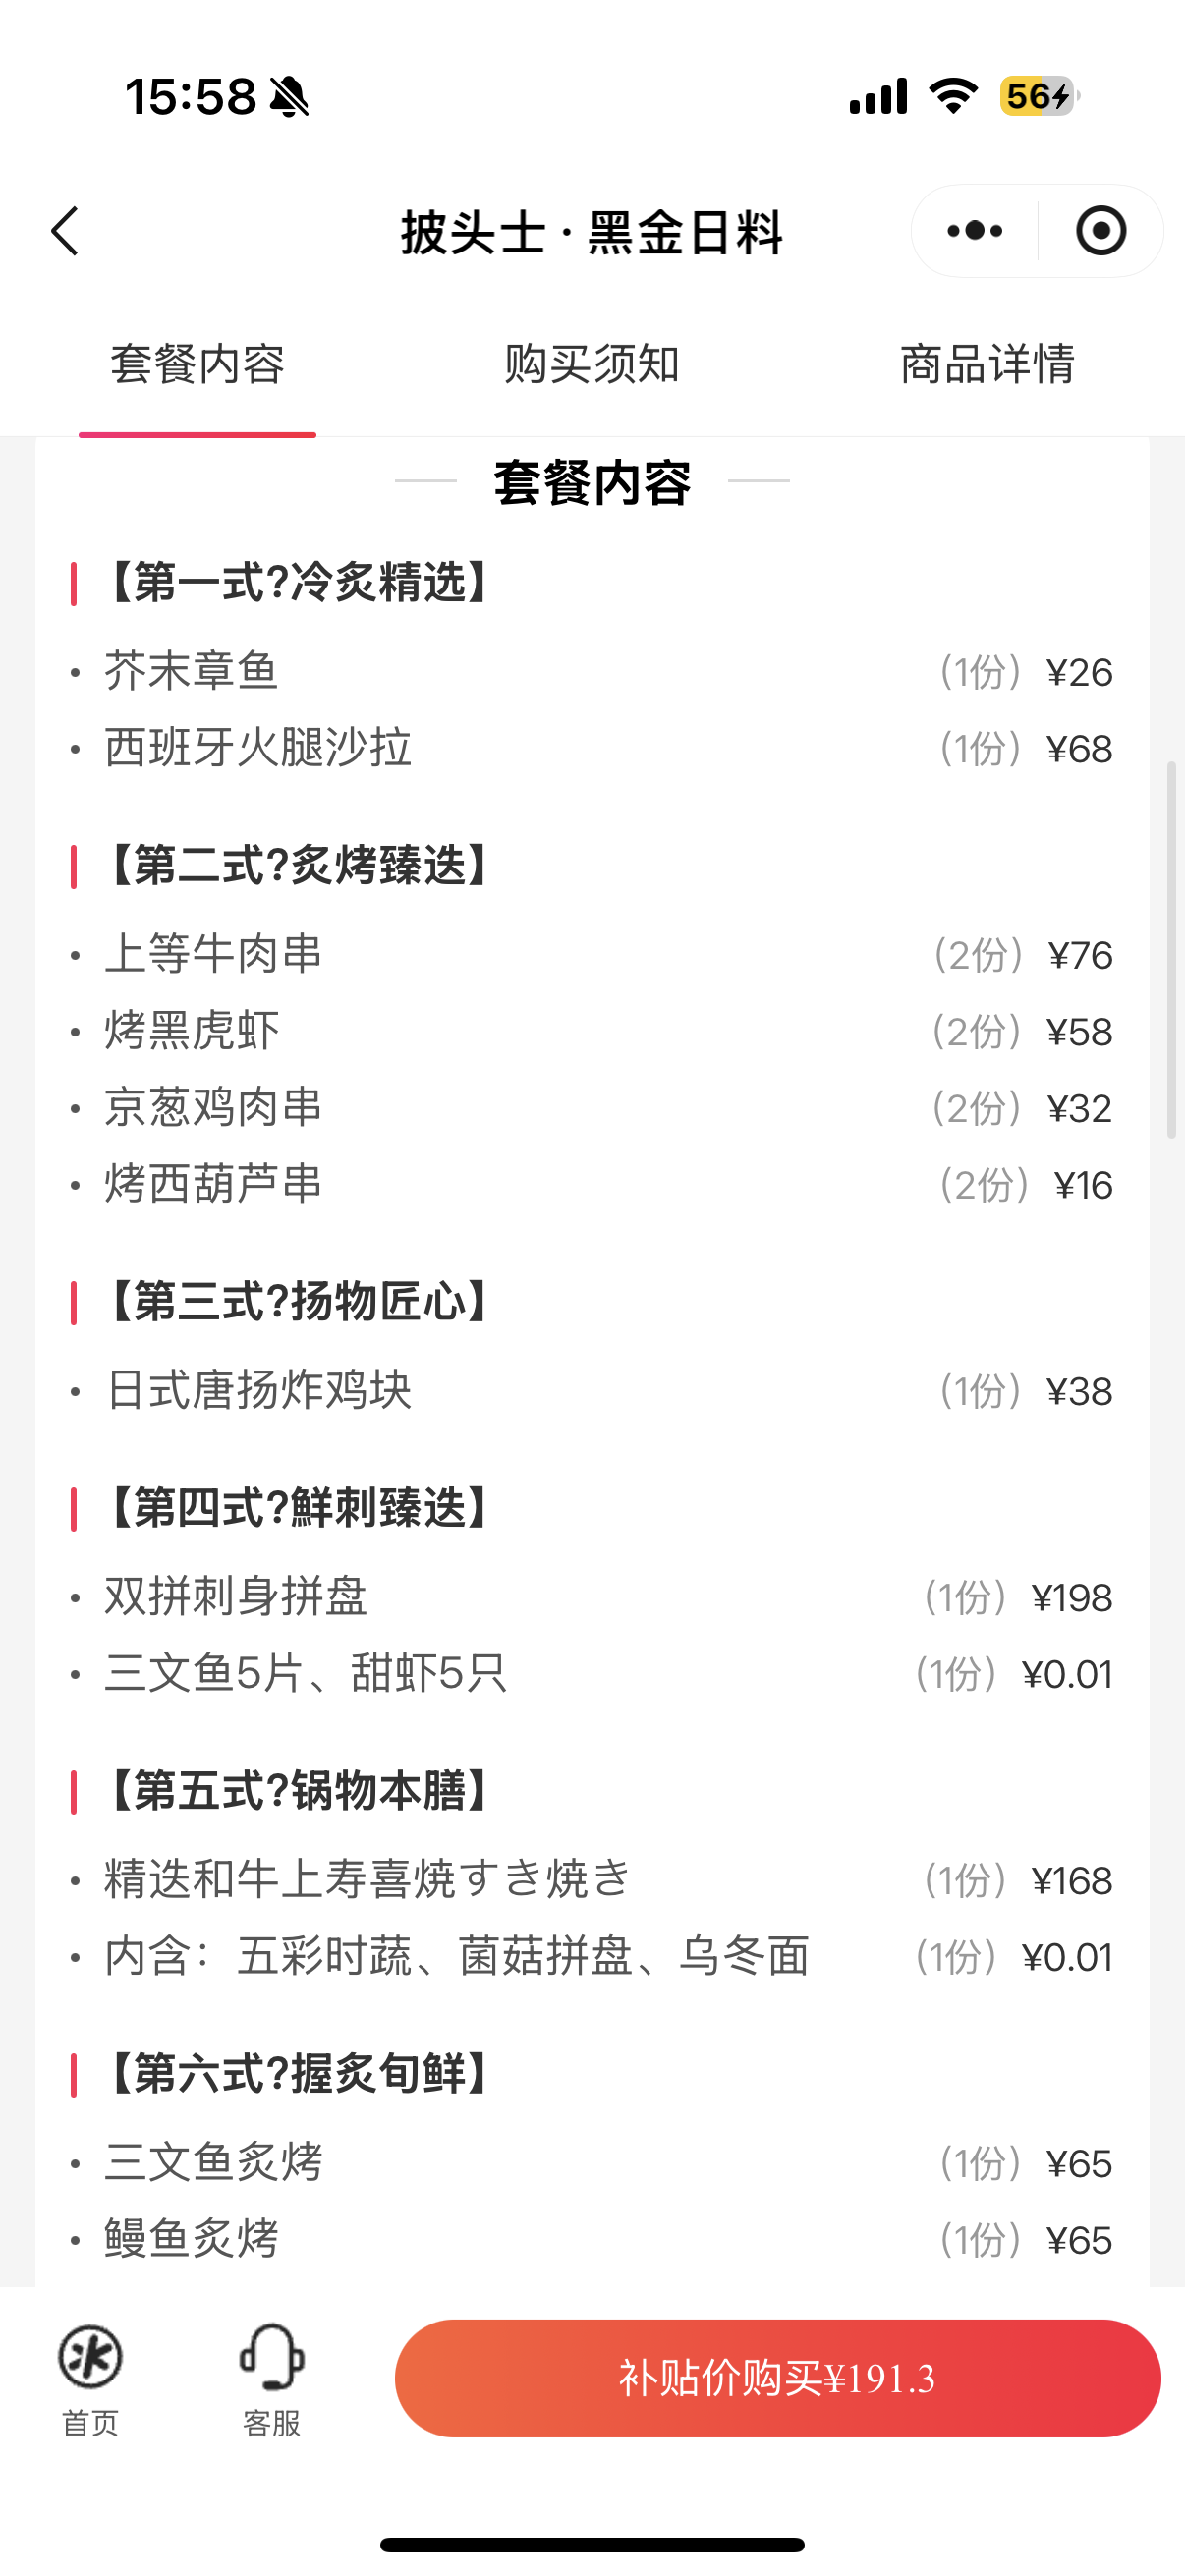 15:58
56
披头士 · 黑金日料
套餐内容 购买须知 商品详情
套餐内容
【第一式?冷炙精选】
· 芥末章鱼 (1份) ¥26
· 西班牙火腿沙拉 (1份) ¥68
【第二式?炙烤臻迭】
· 上等牛肉串 (2份) ¥76
· 烤黑虎虾 (2份) ¥58
· 京葱鸡肉串 (2份) ¥32
· 烤西葫芦串 (2份) ¥16
【第三式?扬物匠心】
· 日式唐扬炸鸡块 (1份) ¥38
【第四式?鮮刺臻迭】
· 双拼刺身拼盘 (1份) ¥198
· 三文鱼5片、甜虾5只 (1份) ¥0.01
【第五式?锅物本膳】
· 精迭和牛上寿喜焼すき焼き (1份) ¥168
· 内含：五彩时蔬、菌菇拼盘、乌冬面 (1份) ¥0.01
【第六式?握炙旬鲜】
· 三文鱼炙烤 (1份) ¥65
· 鳗鱼炙烤 (1份) ¥65
首页 客服 补贴价购买¥191.3